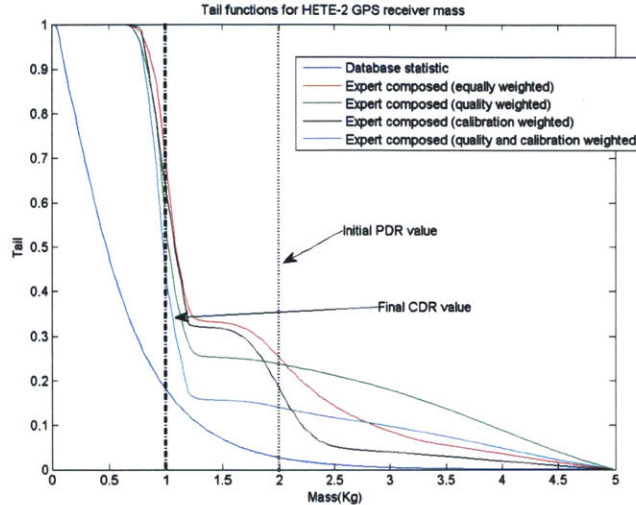 Tail functions for HETE-2 GPS receiver mass
Database statistic
Expert composed (equally weighted)
Expert composed (quality weighted)
Expert composed (calibration weighted)
Expert composed (quality and calibration weighted
Initial PDR value
Final CDR value
Tail
1
0.9
0.8
0.7
0.6
0.5
0.4
0.3
0.2
0.1
0
0 0.5 1 1.5 2 2.5 3 3.5 4 4.5 5
Mass(Kg)